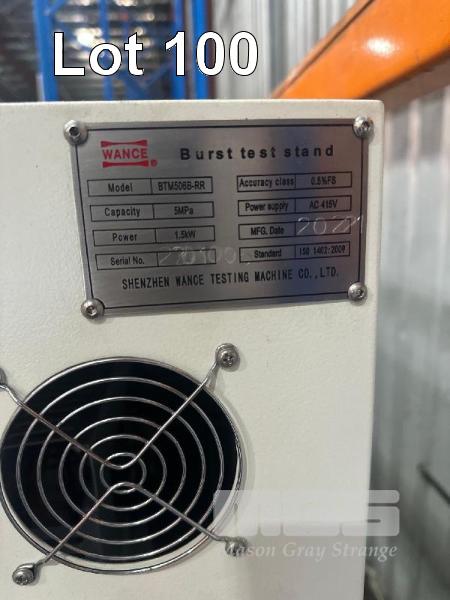 Lot 100
WANCE ® Burst test stand
Model BTM506B-RR Accuracy class 0.5%FS
Capacity 5MPa Power supply AC 415V
Power 1.5kW MFG. Date
Serial No. Standard ISO 1402:2009
SHENZHEN WANCE TESTING MACHINE CO.,LTD.
MGS
Mason Gray Strange